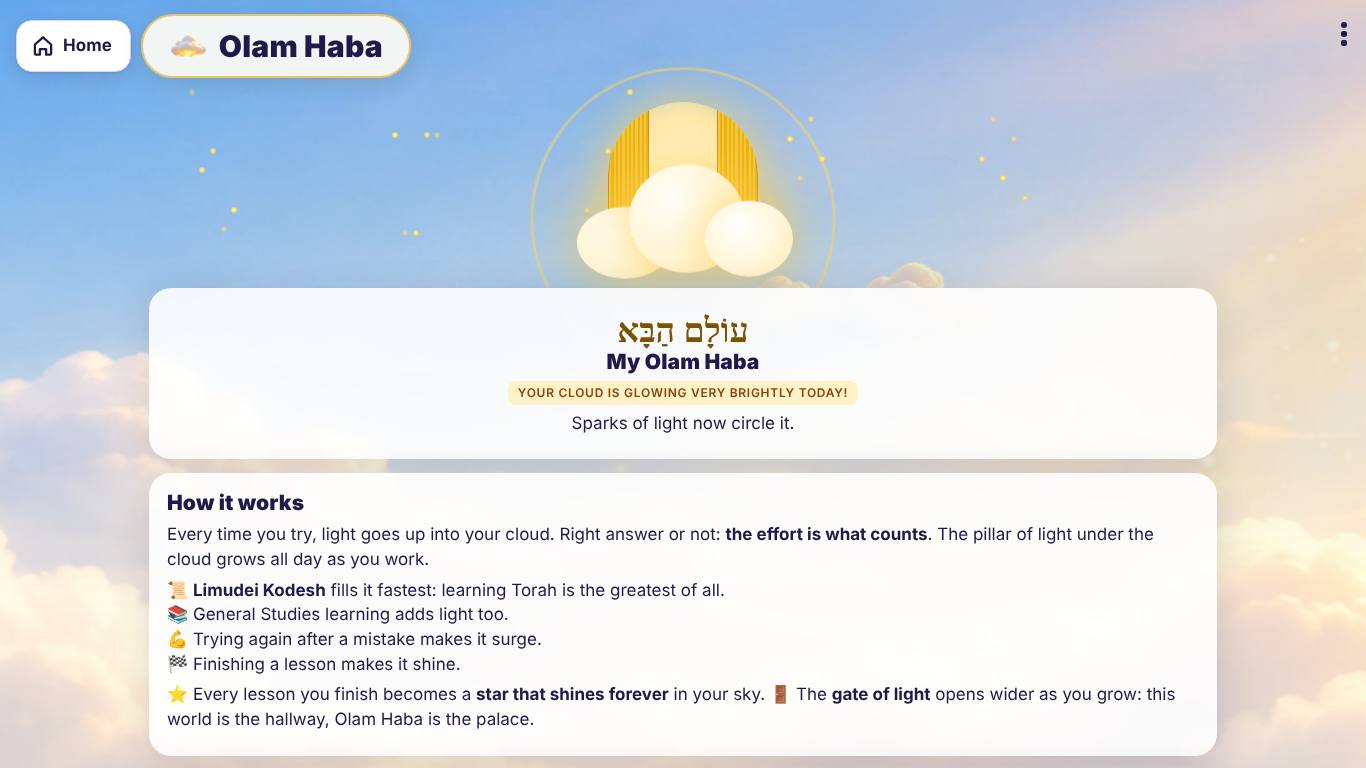 Home
Olam Haba
עוֹלָם הַבָּא
My Olam Haba
YOUR CLOUD IS GLOWING VERY BRIGHTLY TODAY!
Sparks of light now circle it.
How it works
Every time you try, light goes up into your cloud. Right answer or not: the effort is what counts. The pillar of light under the
cloud grows all day as you work.
📜 Limudei Kodesh fills it fastest: learning Torah is the greatest of all.
📚 General Studies learning adds light too.
💪 Trying again after a mistake makes it surge.
🏁 Finishing a lesson makes it shine.
⭐ Every lesson you finish becomes a star that shines forever in your sky. 🚪 The gate of light opens wider as you grow: this
world is the hallway, Olam Haba is the palace.